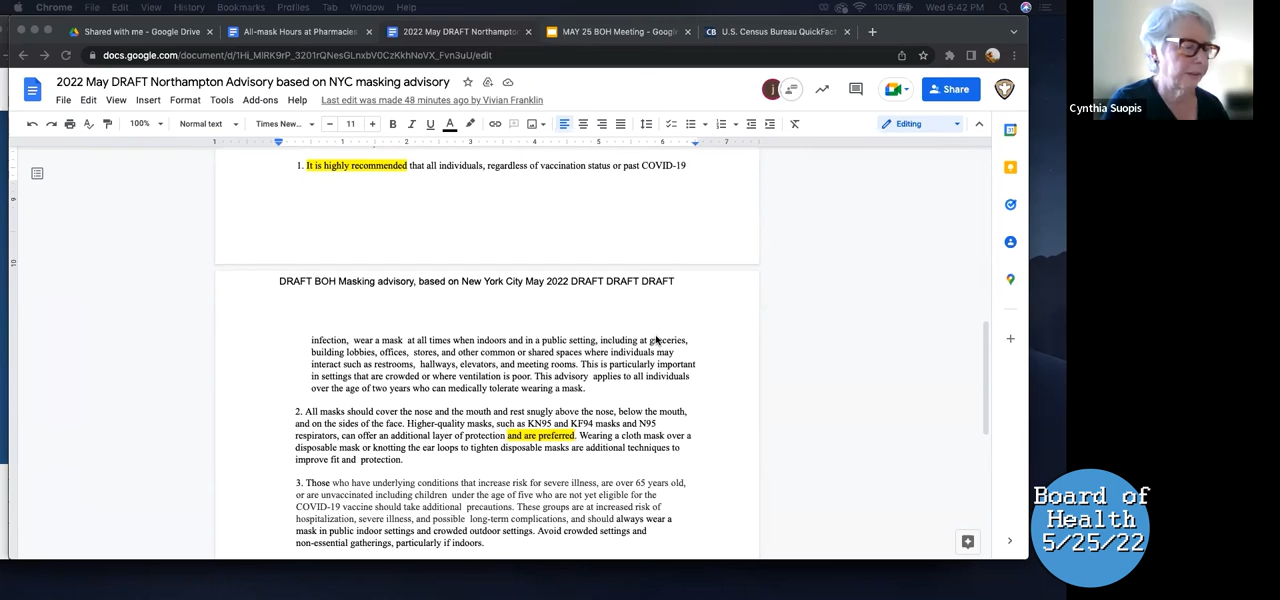 Chrome File Edit View History Bookmarks Profiles Tab Window Help 100% Wed 6:42 PM
Shared with me - Google Drive All-mask Hours at Pharmacies 2022 May DRAFT Northampton MAY 25 BOH Meeting - Google U.S. Census Bureau QuickFact
docs.google.com/document/d/1Hi_MIRK9rP_3201rQNesGLnxbV0CzKkhNoVX_Fvn3uU/edit
2022 May DRAFT Northampton Advisory based on NYC masking advisory
Share
File Edit View Insert Format Tools Add-ons Help Last edit was made 48 minutes ago by Vivian Franklin
100% Normal text Times New... 11 B I U A Editing
1 1 2 3 4 5 6 7
1. It is highly recommended that all individuals, regardless of vaccination status or past COVID-19
DRAFT BOH Masking advisory, based on New York City May 2022 DRAFT DRAFT DRAFT
infection, wear a mask at all times when indoors and in a public setting, including at groceries,
building lobbies, offices, stores, and other common or shared spaces where individuals may
interact such as restrooms, hallways, elevators, and meeting rooms. This is particularly important
in settings that are crowded or where ventilation is poor. This advisory applies to all individuals
over the age of two years who can medically tolerate wearing a mask.
2. All masks should cover the nose and the mouth and rest snugly above the nose, below the mouth,
and on the sides of the face. Higher-quality masks, such as KN95 and KF94 masks and N95
respirators, can offer an additional layer of protection and are preferred. Wearing a cloth mask over a
disposable mask or knotting the ear loops to tighten disposable masks are additional techniques to
improve fit and protection.
3. Those who have underlying conditions that increase risk for severe illness, are over 65 years old,
or are unvaccinated including children under the age of five who are not yet eligible for the
COVID-19 vaccine should take additional precautions. These groups are at increased risk of
hospitalization, severe illness, and possible long-term complications, and should always wear a
mask in public indoor settings and crowded outdoor settings. Avoid crowded settings and
non-essential gatherings, particularly if indoors.
Cynthia Suopis
Board of
Health
5/25/22